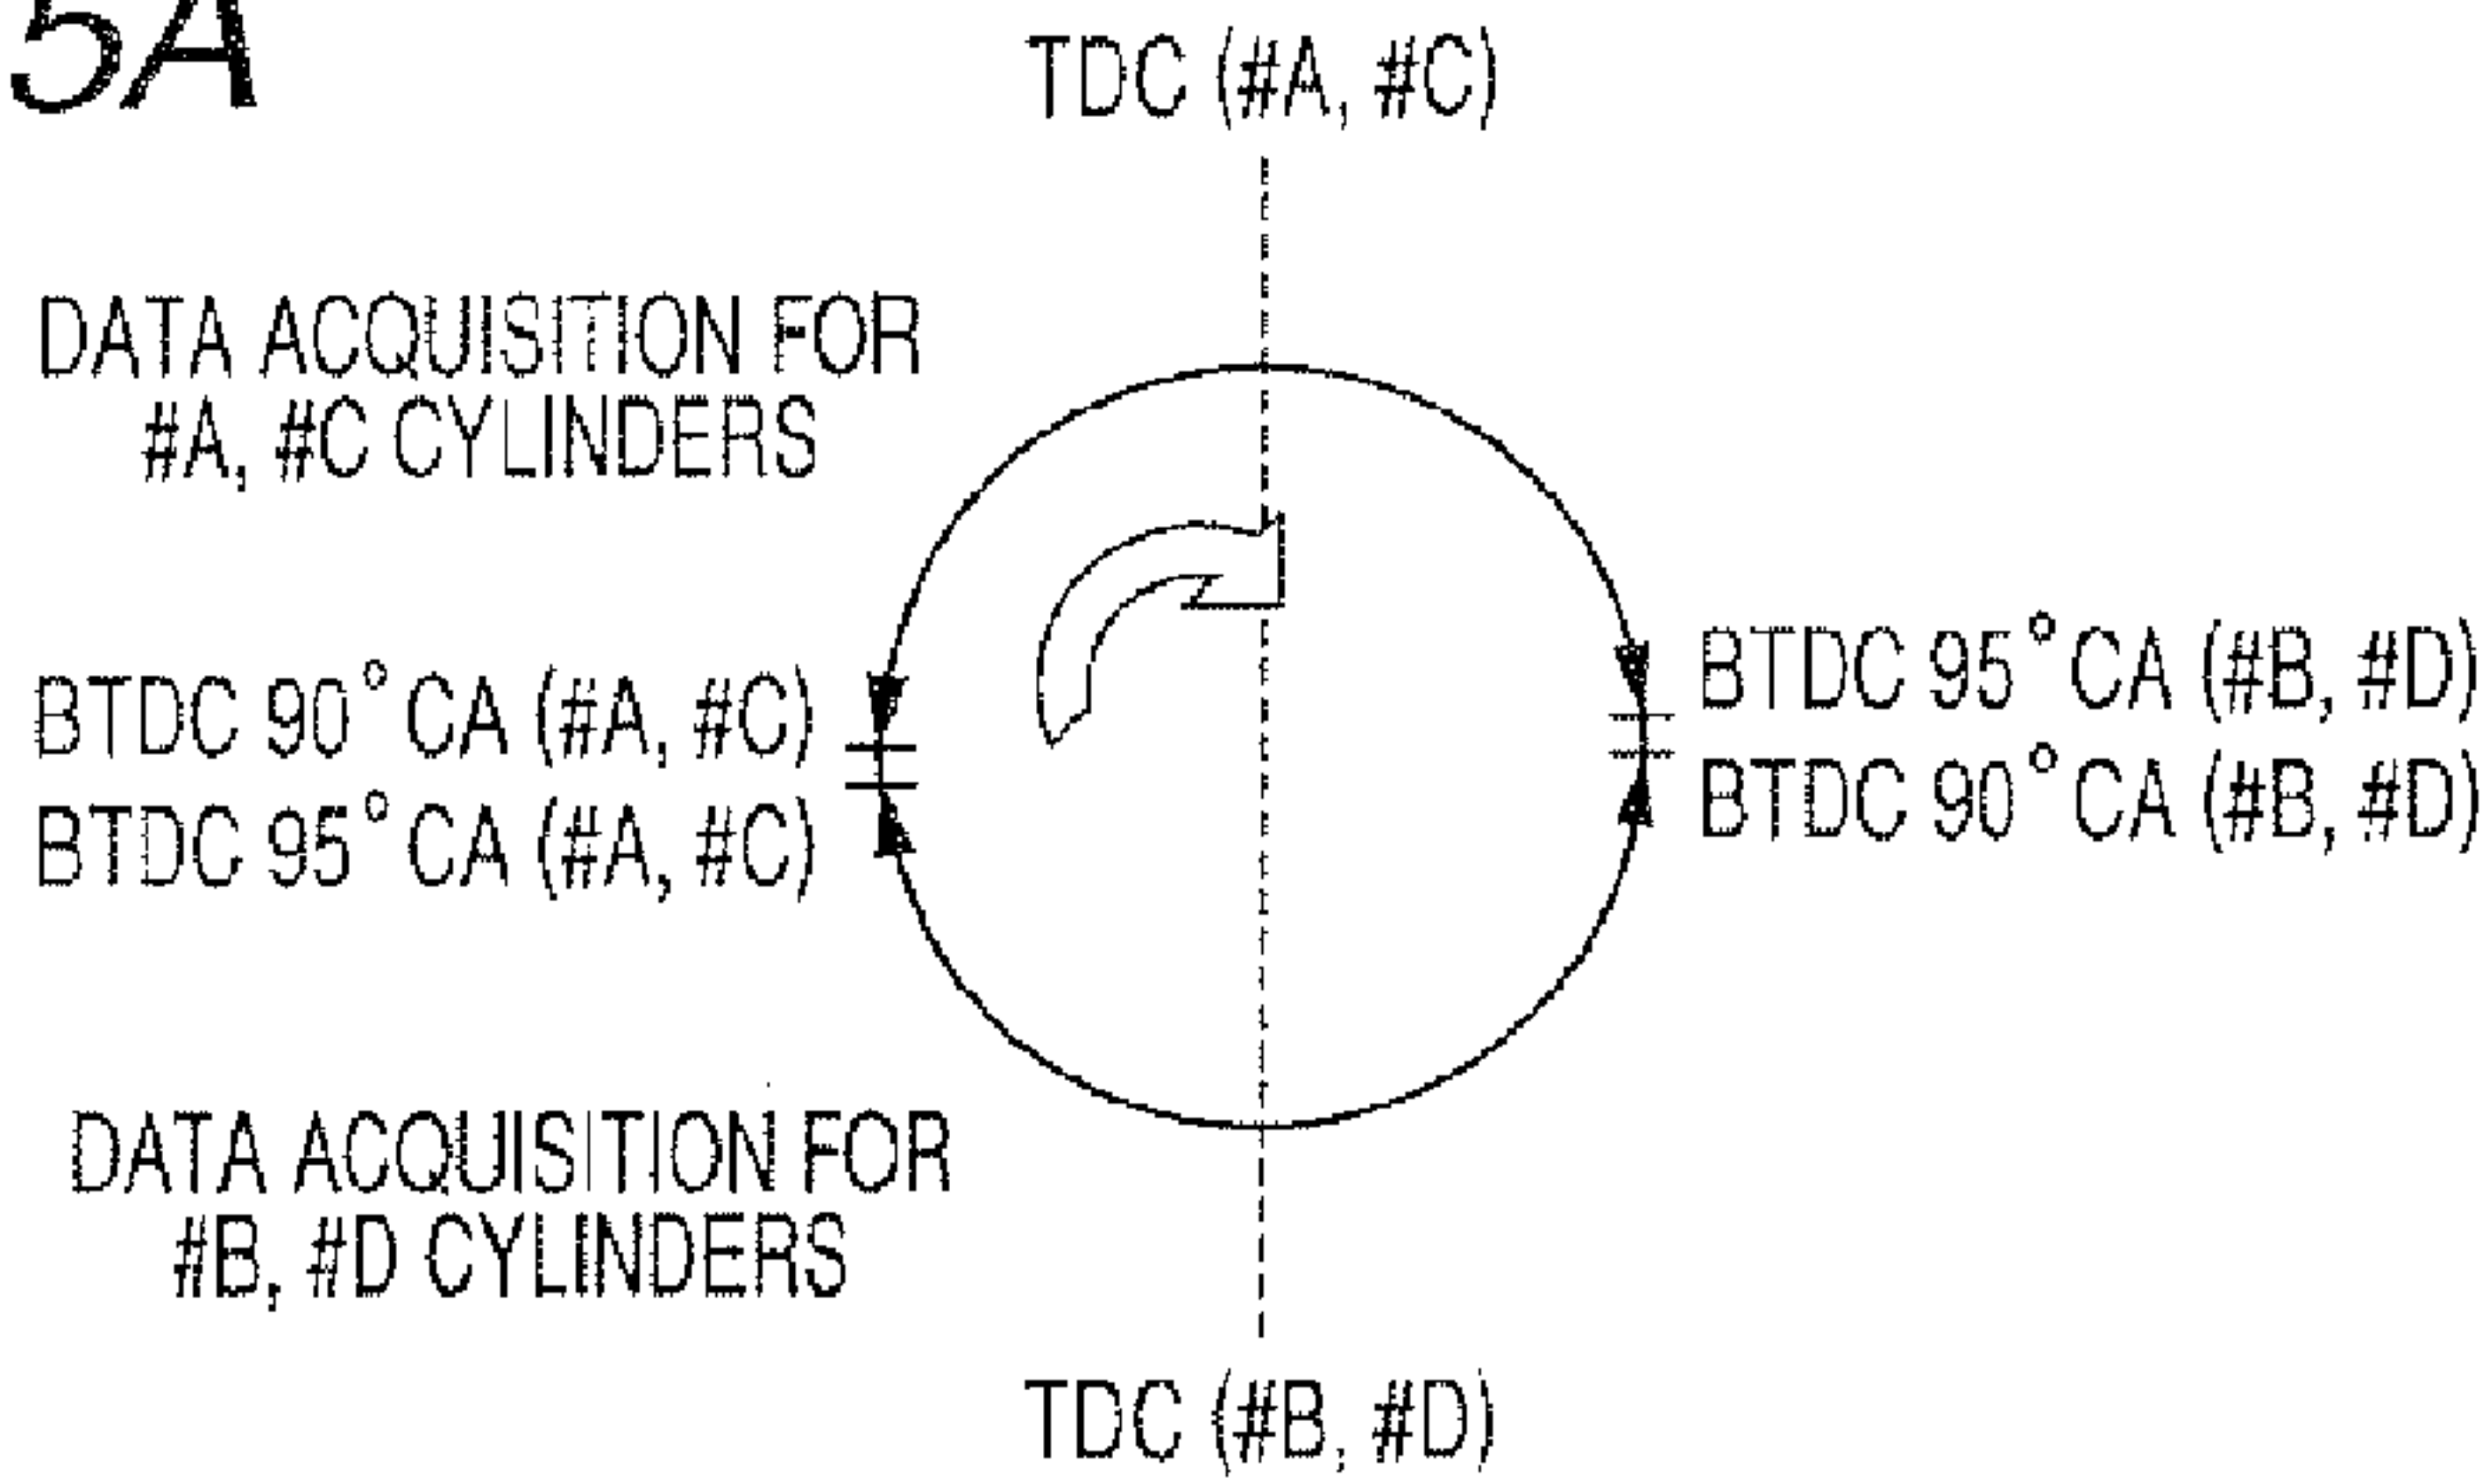 5A
TDC (#A, #C)
DATA ACQUISITION FOR
#A, #C CYLINDERS
BTDC 90°CA (#A, #C)
BTDC 95°CA (#A, #C)
BTDC 95°CA (#B, #D)
BTDC 90°CA (#B, #D)
DATA ACQUISITION FOR
#B, #D CYLINDERS
TDC (#B, #D)